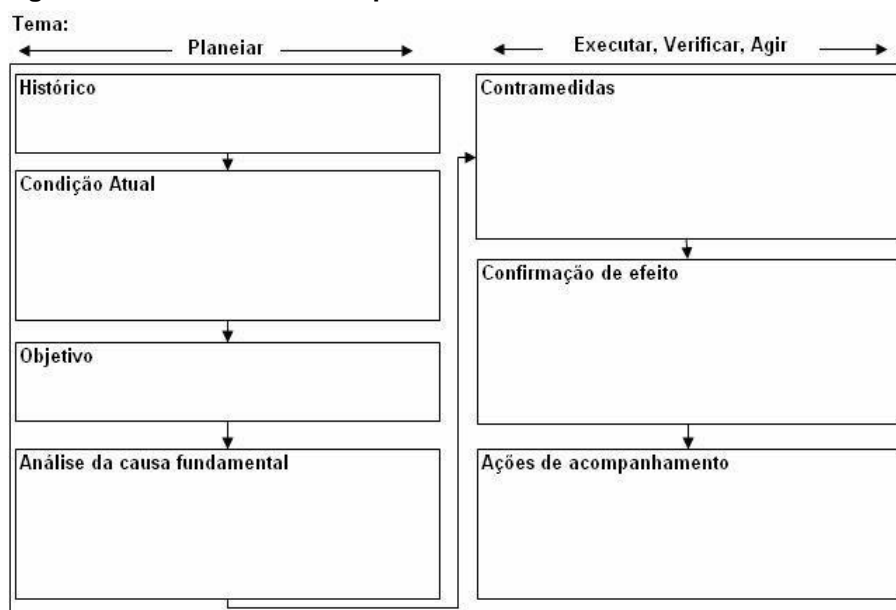 Tema:
Planeiar
Executar, Verificar, Agir
Histórico
Condição Atual
Objetivo
Análise da causa fundamental
Contramedidas
Confirmação de efeito
Ações de acompanhamento